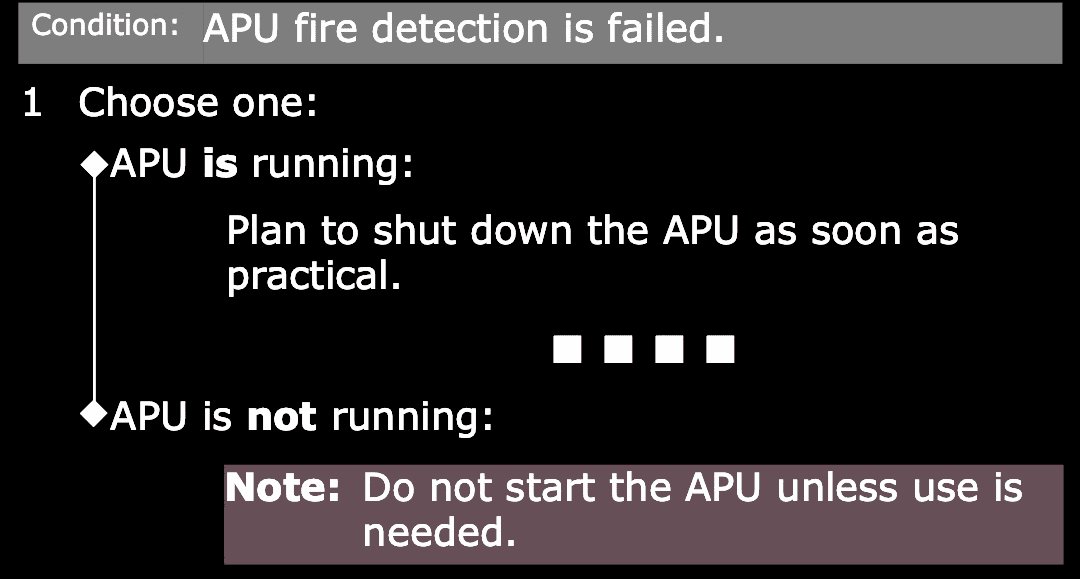 Condition: APU fire detection is failed.
1 Choose one:
APU is running:
Plan to shut down the APU as soon as
practical.
APU is not running:
Note: Do not start the APU unless use is
needed.